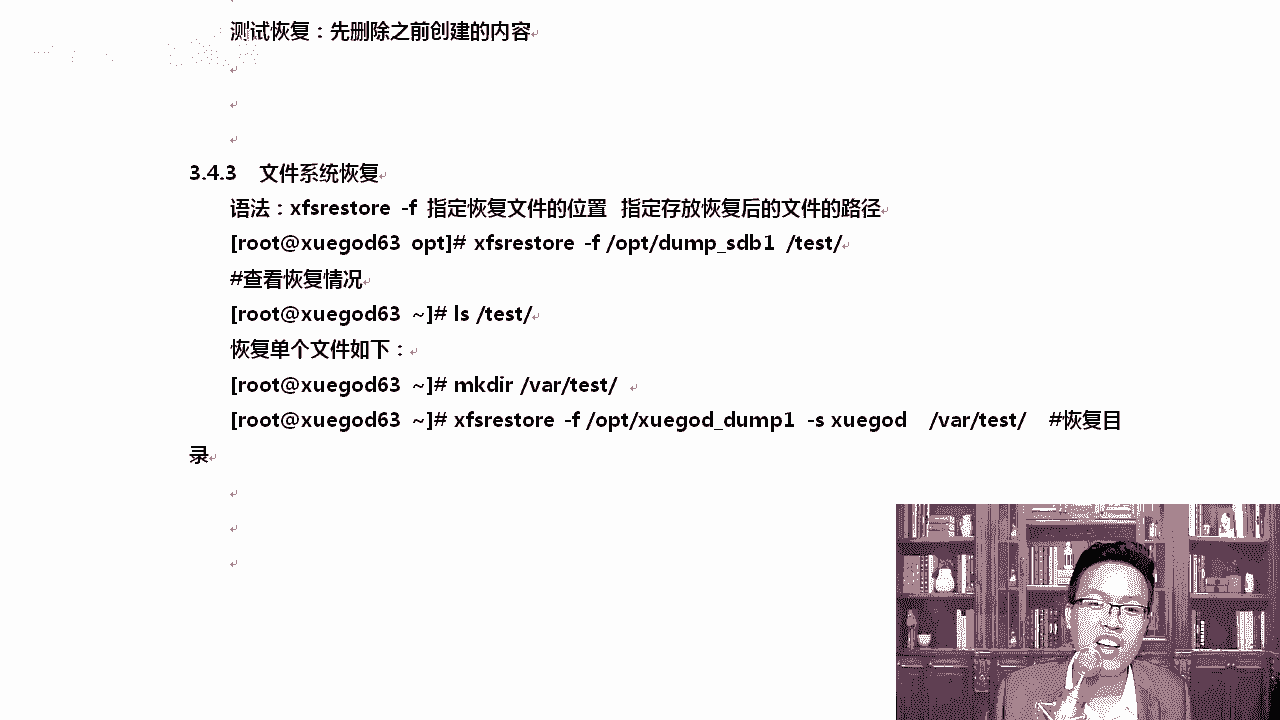 测试恢复：先删除之前创建的内容
3.4.3 文件系统恢复
语法：xfsrestore -f 指定恢复文件的位置 指定存放恢复后的文件的路径
[root@xuegod63 opt]# xfsrestore -f /opt/dump_sdb1 /test/
#查看恢复情况
[root@xuegod63 ~]# ls /test/
恢复单个文件如下：
[root@xuegod63 ~]# mkdir /var/test/
[root@xuegod63 ~]# xfsrestore -f /opt/xuegod_dump1 -s xuegod /var/test/ #恢复目
录